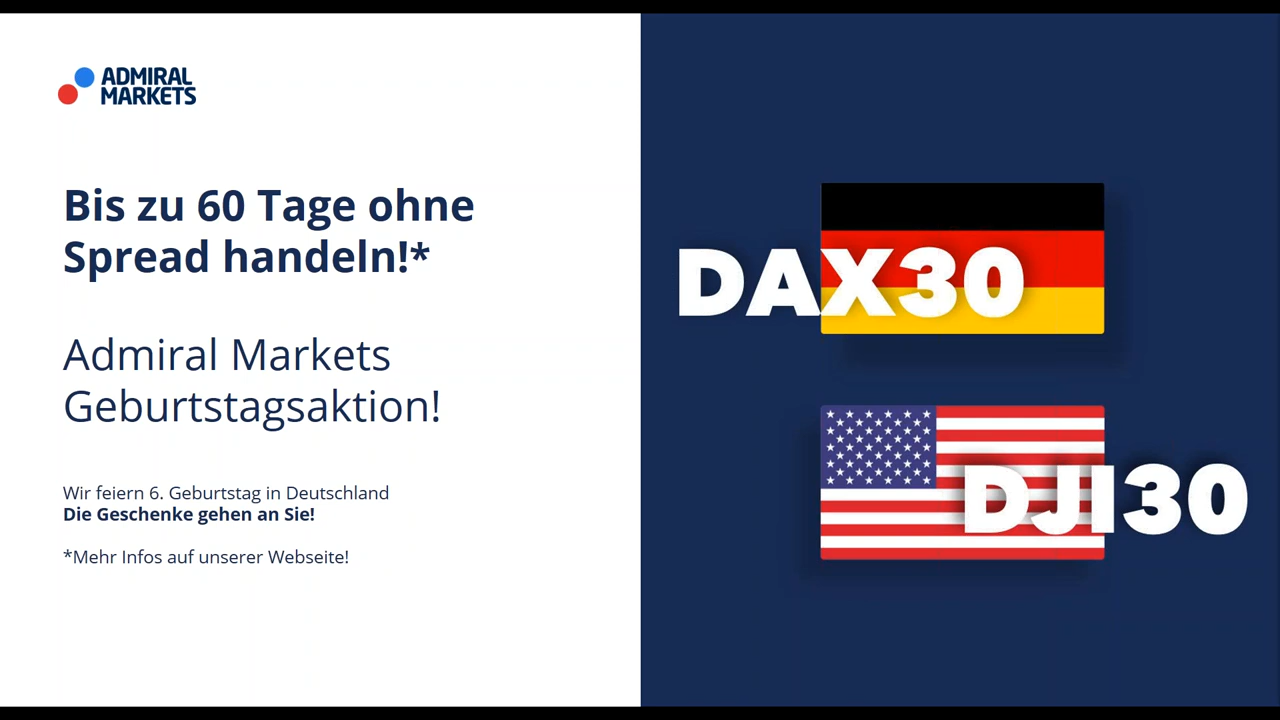 ADMIRAL
MARKETS
Bis zu 60 Tage ohne
Spread handeln!*
Admiral Markets
Geburtstagsaktion!
Wir feiern 6. Geburtstag in Deutschland
Die Geschenke gehen an Sie!
*Mehr Infos auf unserer Webseite!
DAX30
DJI30